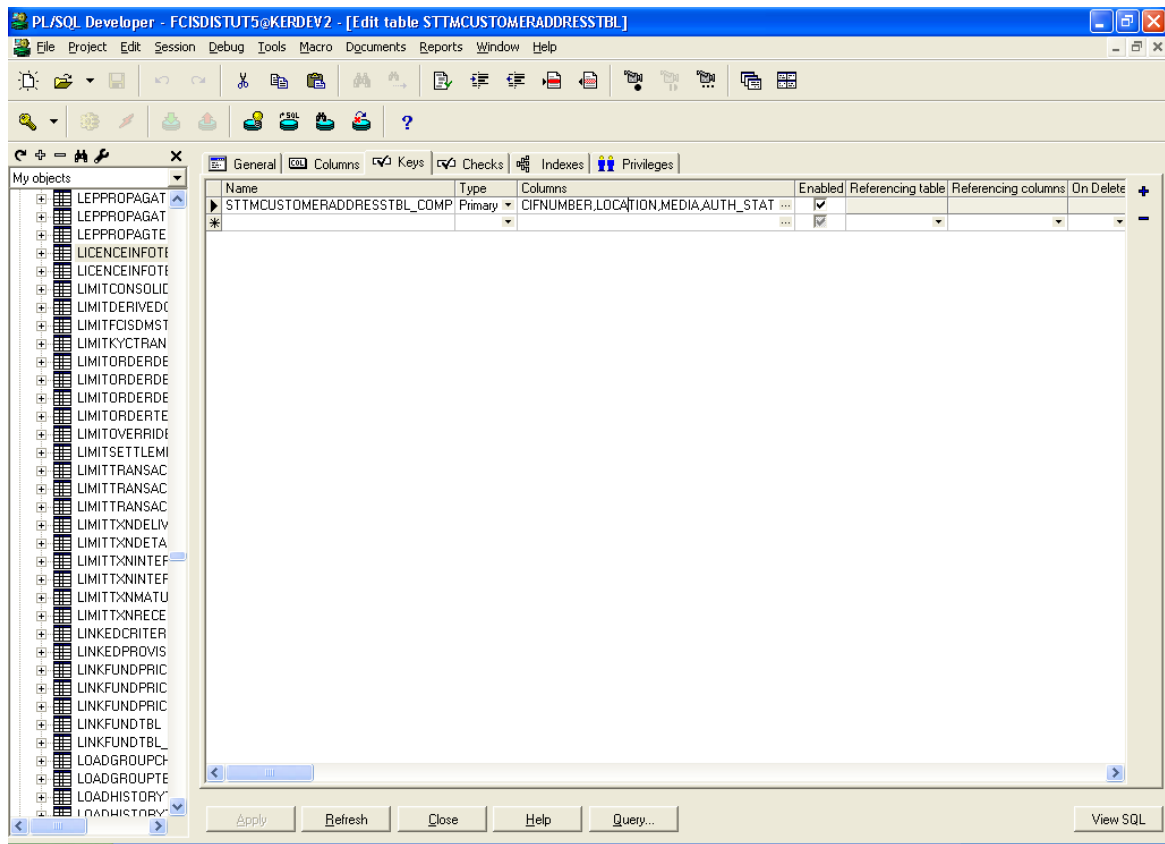 PL/SQL Developer - FCISDISTUT5@KERDEV2 - [Edit table STTMCUSTOMERADDRESSTBL]
File Project Edit Session Debug Tools Macro Documents Reports Window Help
SQL
?
My objects
LEPPROPAGAT
LEPPROPAGAT
LEPPROPAGTE
LICENCEINFOTE
LICENCEINFOTE
LIMITCONSOLID
LIMITDERIVEDC
LIMITFCISDMST
LIMITKYCTRAN
LIMITORDERDE
LIMITORDERDE
LIMITORDERDE
LIMITORDERTE
LIMITOVERRIDE
LIMITSETTLEMI
LIMITTRANSAC
LIMITTRANSAC
LIMITTRANSAC
LIMITTXNDELIV
LIMITTXNDETA
LIMITTXNINTEF
LIMITTXNINTEF
LIMITTXNMATU
LIMITTXNRECE
LINKEDCRITER
LINKEDPROVIS
LINKFUNDPRIC
LINKFUNDPRIC
LINKFUNDPRIC
LINKFUNDTBL
LINKFUNDTBL_
LOADGROUPCH
LOADGROUPTE
LOADHISTORY
LOADHISTORY
General COL Columns Keys Checks Indexes Privileges
Name Type Columns Enabled Referencing table Referencing columns On Delete
STTMCUSTOMERADDRESSTBL_COMP Primary CIFNUMBER,LOCATION,MEDIA,AUTH_STAT ...
...
Apply Refresh Close Help Query... View SQL